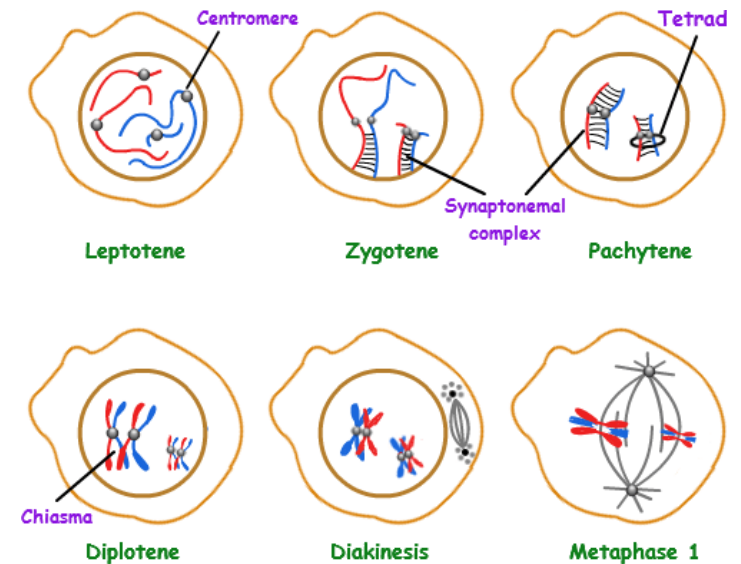 Centromere
Tetrad
Synaptonemal
complex
Leptotene
Zygotene
Pachytene
Chiasma
Diplotene
Diakinesis
Metaphase 1